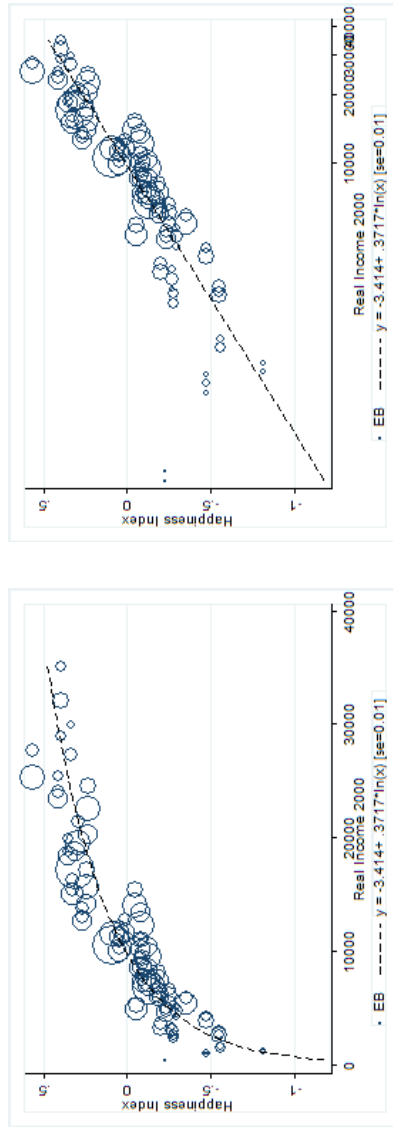 Happiness Index
.5
0
-.5
-1
10000 20000 30000 40000
Real Income 2000
EB y = -3.414+ .3717*ln(x) [se=0.01]
Happiness Index
.5
0
-.5
-1
0 10000 20000 30000 40000
Real Income 2000
EB y = -3.414+ .3717*ln(x) [se=0.01]